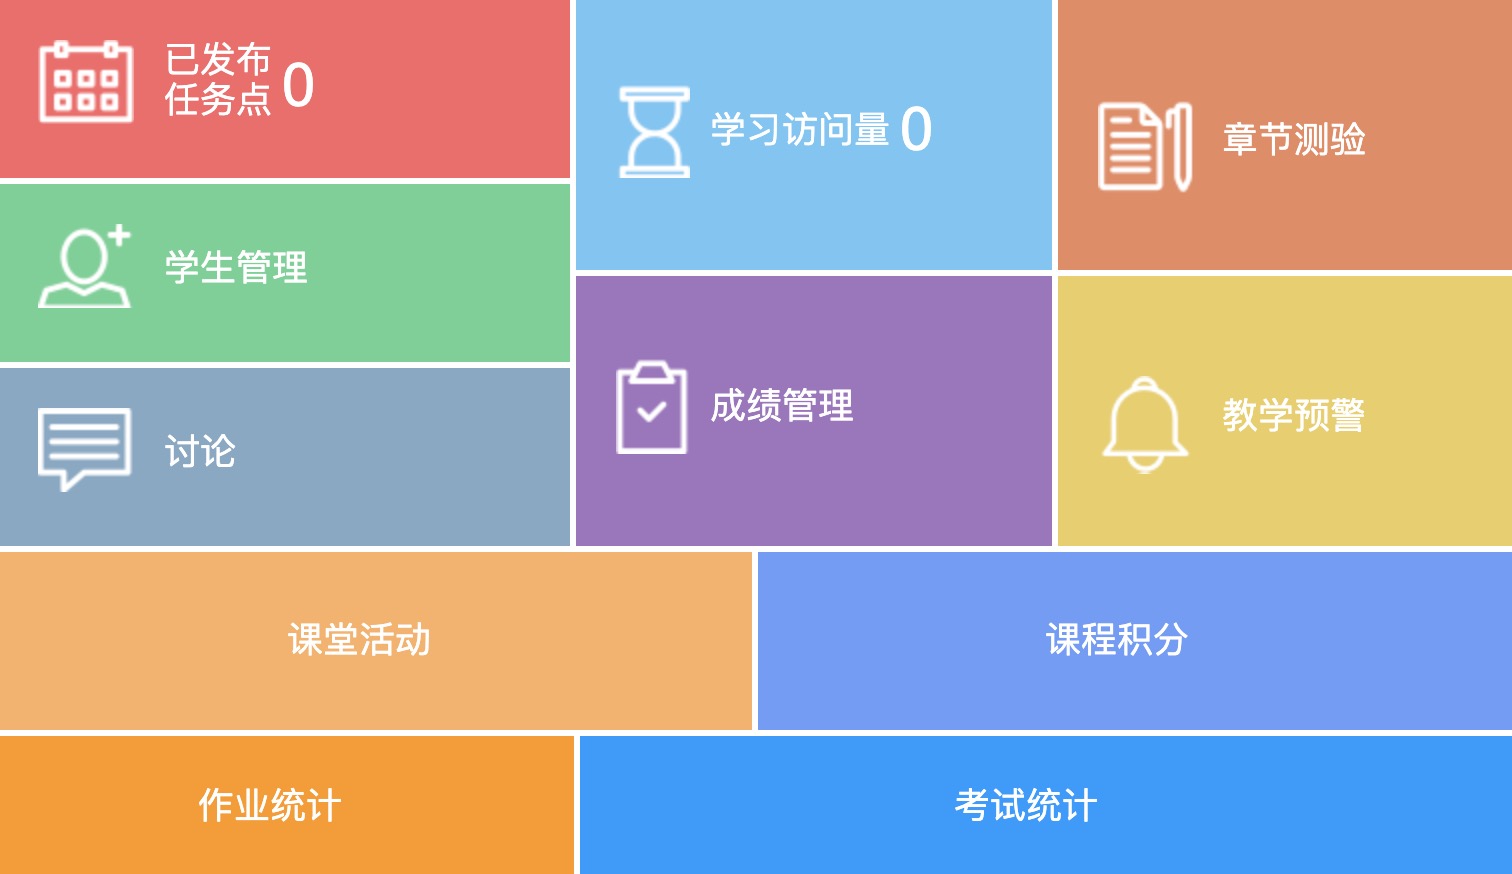 已发布
任务点 0
学习访问量 0
章节测验
学生管理
成绩管理
教学预警
讨论
课堂活动
课程积分
作业统计
考试统计